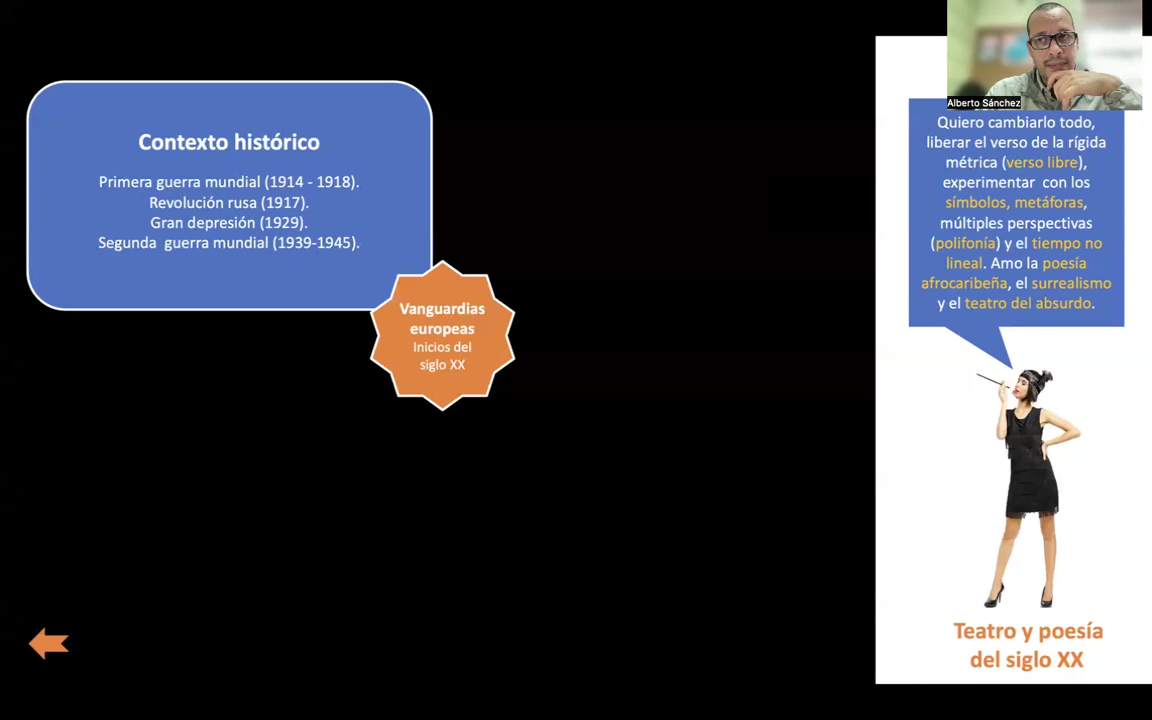 Contexto histórico
Primera guerra mundial (1914 - 1918).
Revolución rusa (1917).
Gran depresión (1929).
Segunda  guerra mundial (1939-1945).
Vanguardias
europeas
Inicios del
siglo XX
Alberto Sánchez
Quiero cambiarlo todo,
liberar el verso de la rígida
métrica (verso libre),
experimentar  con los
símbolos, metáforas,
múltiples perspectivas
(polifonía) y el tiempo no
lineal. Amo la poesía
afrocaribeña, el surrealismo
y el teatro del absurdo.
Teatro y poesía
del siglo XX